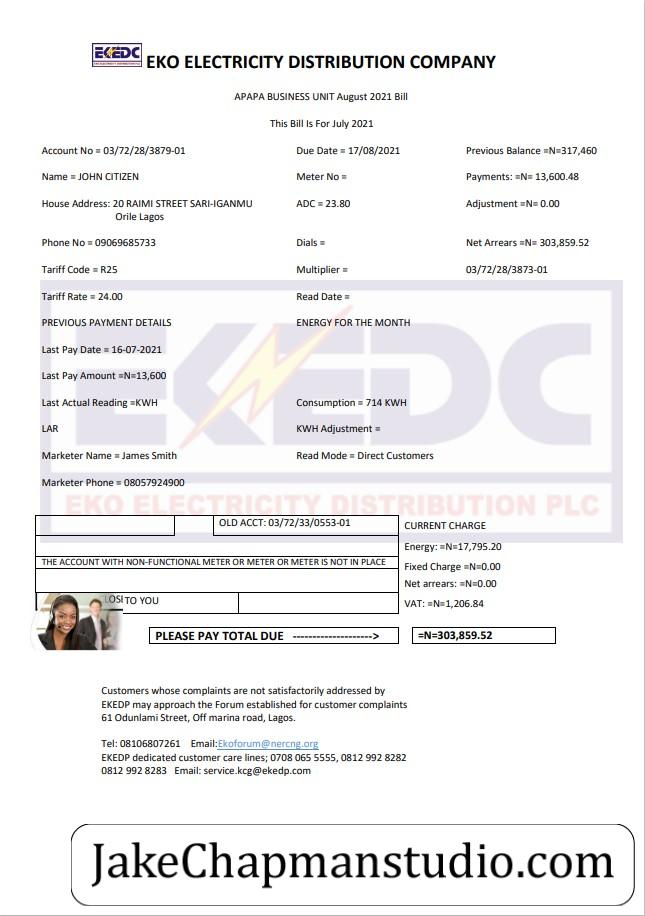 EKEDC
EKO ELECTRICITY DISTRIBUTION PLC
EKO ELECTRICITY DISTRIBUTION COMPANY
APAPA BUSINESS UNIT August 2021 Bill
This Bill Is For July 2021
Account No = 03/72/28/3879-01 Due Date = 17/08/2021 Previous Balance =N=317,460
Name = JOHN CITIZEN Meter No = Payments: =N= 13,600.48
House Address: 20 RAIMI STREET SARI-IGANMU ADC = 23.80 Adjustment =N= 0.00
Orile Lagos
Phone No = 09069685733 Dials = Net Arrears =N= 303,859.52
Tariff Code = R25 Multiplier = 03/72/28/3873-01
Tariff Rate = 24.00 Read Date =
PREVIOUS PAYMENT DETAILS ENERGY FOR THE MONTH
Last Pay Date = 16-07-2021
Last Pay Amount =N=13,600
Last Actual Reading =KWH Consumption = 714 KWH
LAR KWH Adjustment =
Marketer Name = James Smith Read Mode = Direct Customers
Marketer Phone = 08057924900
EKEDC
EKO ELECTRICITY DISTRIBUTION PLC
OLD ACCT: 03/72/33/0553-01 CURRENT CHARGE
Energy: =N=17,795.20
THE ACCOUNT WITH NON-FUNCTIONAL METER OR METER OR METER IS NOT IN PLACE Fixed Charge =N=0.00
Net arrears: =N=0.00
TO YOU VAT: =N=1,206.84
PLEASE PAY TOTAL DUE --------------------> =N=303,859.52
Customers whose complaints are not satisfactorily addressed by
EKEDP may approach the Forum established for customer complaints
61 Odunlami Street, Off marina road, Lagos.
Tel: 08106807261 Email:Ekoforum@nercng.org
EKEDP dedicated customer care lines; 0708 065 5555, 0812 992 8282
0812 992 8283 Email: service.kcg@ekedp.com
JakeChapmanstudio.com